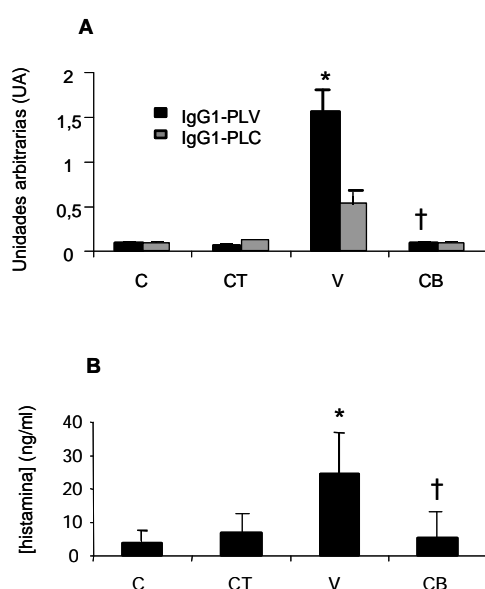 A
Unidades arbitrarias (UA)
2
1,5
1
0,5
0
IgG1-PLV
IgG1-PLC
*
†
C CT V CB
B
[histamina] (ng/ml)
40
30
20
10
0
*
†
C CT V CB